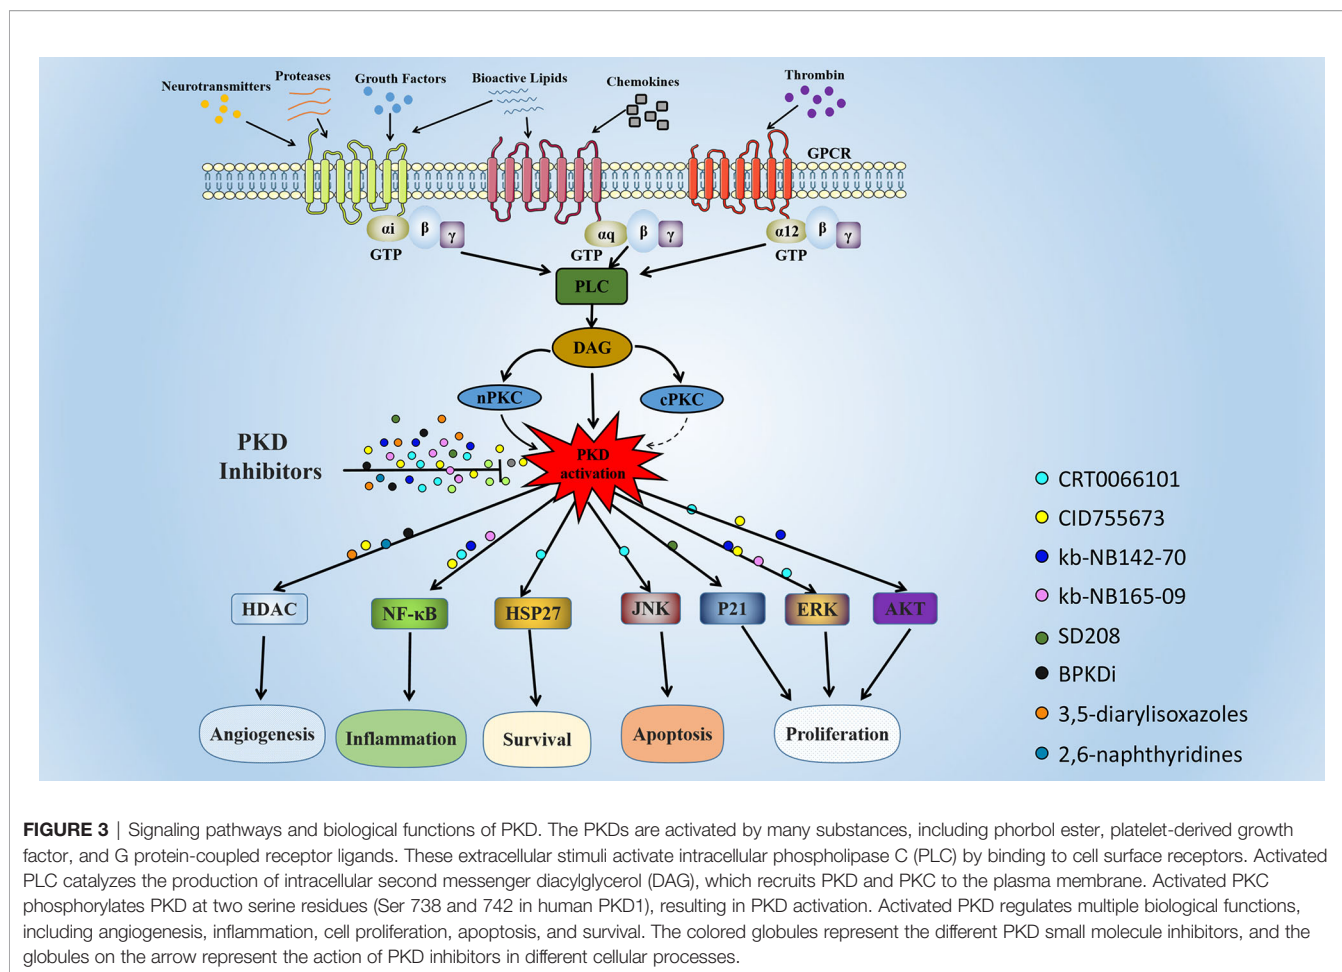 Neurotransmitters
Proteases
Grouth Factors
Bioactive Lipids
Chemokines
Thrombin
GPCR
αi
β
γ
GTP
αq
β
γ
GTP
α12
β
γ
GTP
PLC
DAG
nPKC
cPKC
PKD
Inhibitors
PKD
activation
CRT0066101
CID755673
kb-NB142-70
kb-NB165-09
SD208
BPKDi
3,5-diarylisoxazoles
2,6-naphthyridines
HDAC
NF-κB
HSP27
JNK
P21
ERK
AKT
Angiogenesis
Inflammation
Survival
Apoptosis
Proliferation
FIGURE 3 | Signaling pathways and biological functions of PKD. The PKDs are activated by many substances, including phorbol ester, platelet-derived growth
factor, and G protein-coupled receptor ligands. These extracellular stimuli activate intracellular phospholipase C (PLC) by binding to cell surface receptors. Activated
PLC catalyzes the production of intracellular second messenger diacylglycerol (DAG), which recruits PKD and PKC to the plasma membrane. Activated PKC
phosphorylates PKD at two serine residues (Ser 738 and 742 in human PKD1), resulting in PKD activation. Activated PKD regulates multiple biological functions,
including angiogenesis, inflammation, cell proliferation, apoptosis, and survival. The colored globules represent the different PKD small molecule inhibitors, and the
globules on the arrow represent the action of PKD inhibitors in different cellular processes.